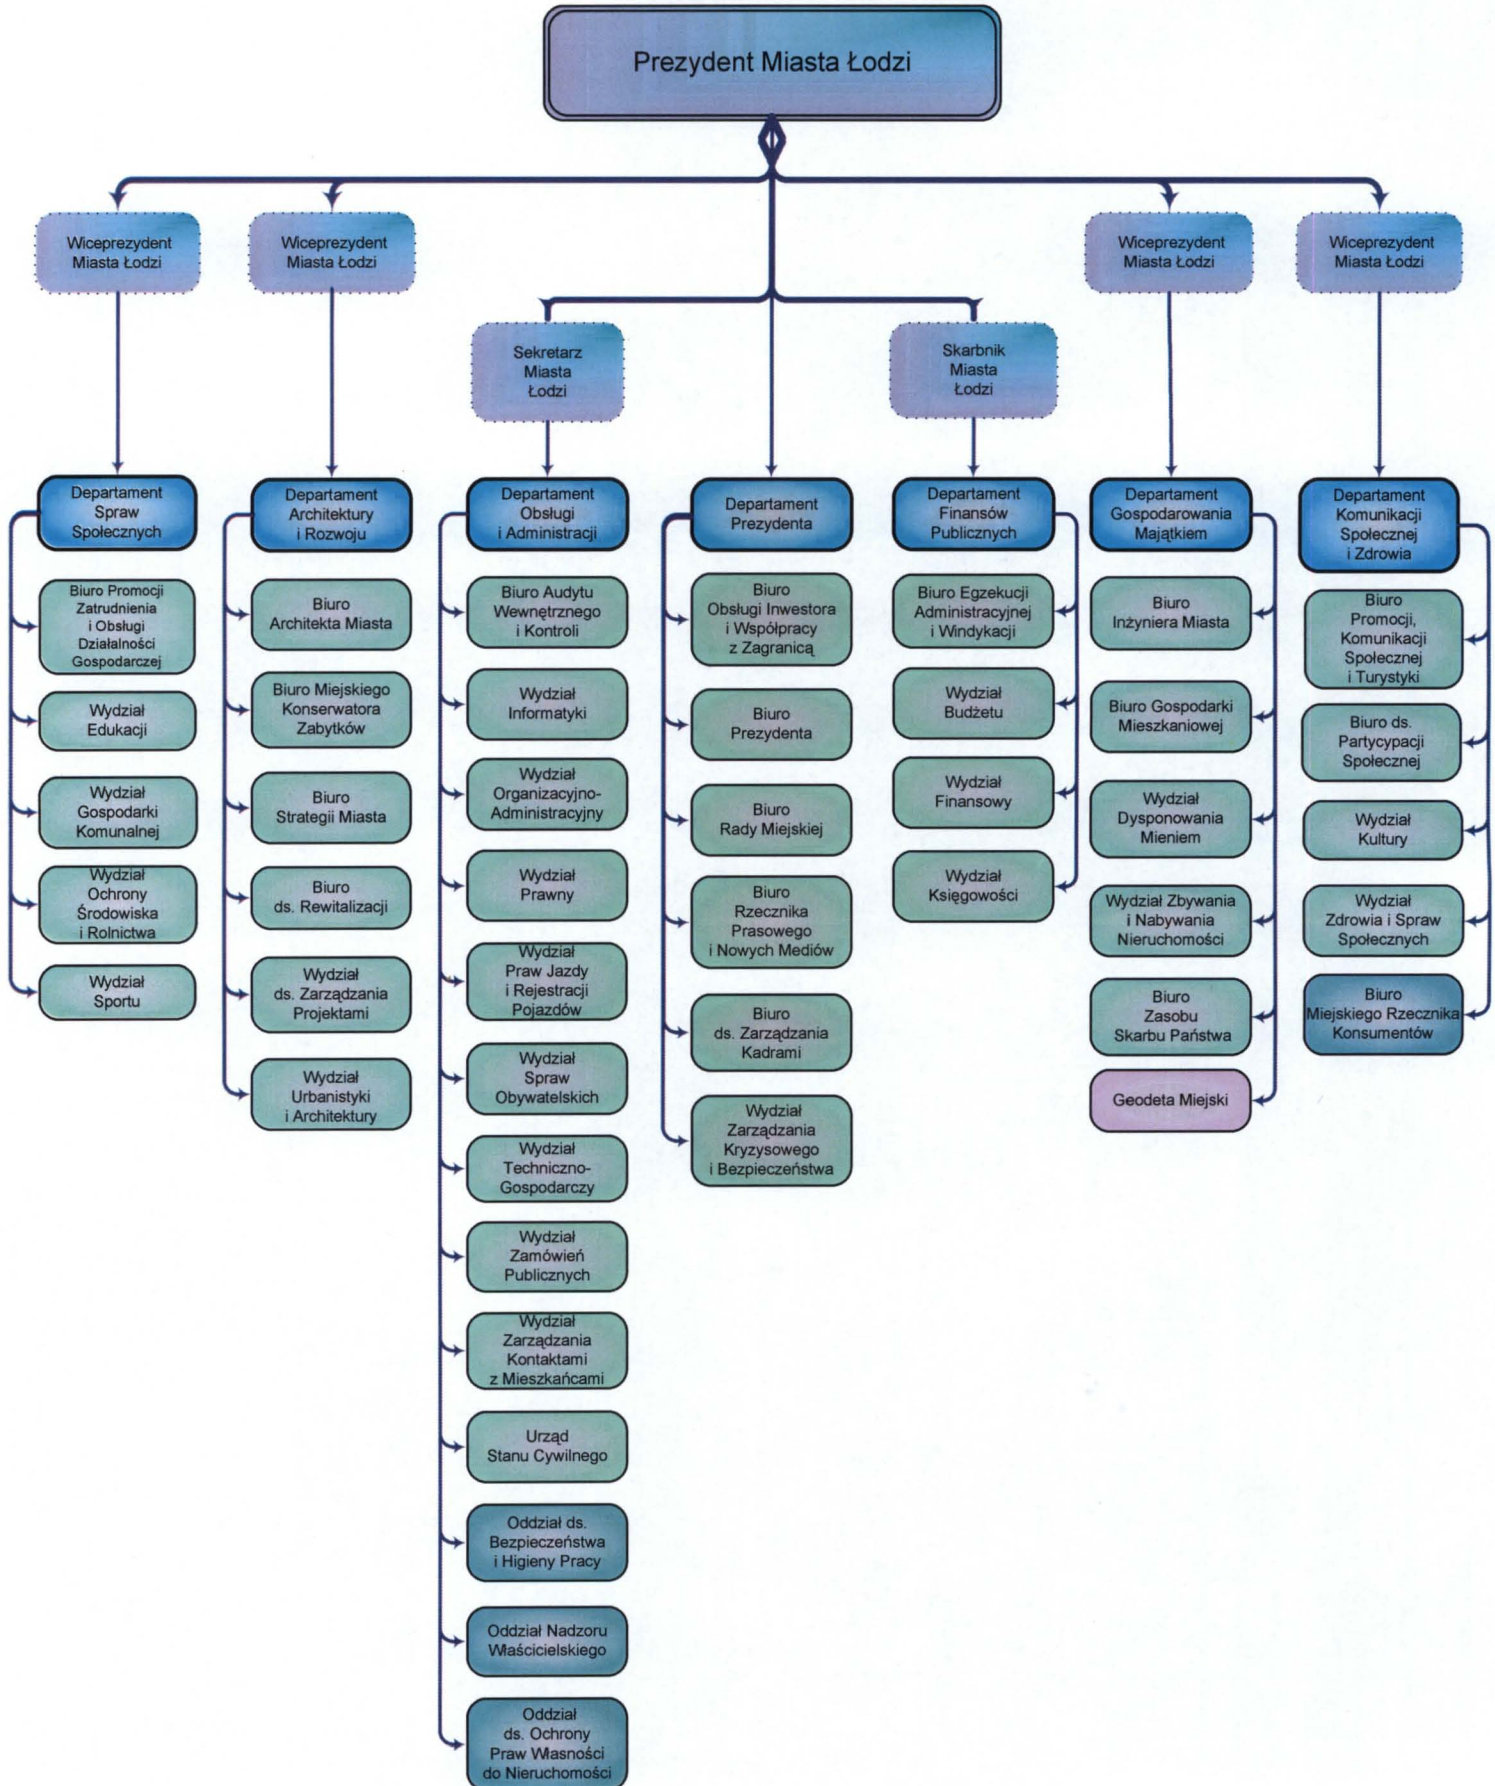 Prezydent Miasta Łodzi
Wiceprezydent
Miasta Łodzi
Wiceprezydent
Miasta Łodzi
Wiceprezydent
Miasta Łodzi
Wiceprezydent
Miasta Łodzi
Sekretarz
Miasta
Łodzi
Skarbnik
Miasta
Łodzi
Departament
Spraw
Społecznych
Biuro Promocji
Zatrudnienia
i Obsługi
Działalności
Gospodarczej
Wydział
Edukacji
Wydział
Gospodarki
Komunalnej
Wydział
Ochrony
Środowiska
i Rolnictwa
Wydział
Sportu
Departament
Architektury
i Rozwoju
Biuro
Architekta Miasta
Biuro Miejskiego
Konserwatora
Zabytków
Biuro
Strategii Miasta
Biuro
ds. Rewitalizacji
Wydział
ds. Zarządzania
Projektami
Wydział
Urbanistyki
i Architektury
Departament
Obsługi
i Administracji
Biuro Audytu
Wewnętrznego
i Kontroli
Wydział
Informatyki
Wydział
Organizacyjno-
Administracyjny
Wydział
Prawny
Wydział
Praw Jazdy
i Rejestracji
Pojazdów
Wydział
Spraw
Obywatelskich
Wydział
Techniczno-
Gospodarczy
Wydział
Zamówień
Publicznych
Wydział
Zarządzania
Kontaktami
z Mieszkańcami
Urząd
Stanu Cywilnego
Oddział ds.
Bezpieczeństwa
i Higieny Pracy
Oddział Nadzoru
Właścicielskiego
Oddział
ds. Ochrony
Praw Własności
do Nieruchomości
Departament
Prezydenta
Biuro
Obsługi Inwestora
i Współpracy
z Zagranicą
Biuro
Prezydenta
Biuro
Rady Miejskiej
Biuro
Rzecznika
Prasowego
i Nowych Mediów
Biuro
ds. Zarządzania
Kadrami
Wydział
Zarządzania
Kryzysowego
i Bezpieczeństwa
Departament
Finansów
Publicznych
Biuro Egzekucji
Administracyjnej
i Windykacji
Wydział
Budżetu
Wydział
Finansowy
Wydział
Księgowości
Departament
Gospodarowania
Majątkiem
Biuro
Inżyniera Miasta
Biuro Gospodarki
Mieszkaniowej
Wydział
Dysponowania
Mieniem
Wydział Zbywania
i Nabywania
Nieruchomości
Biuro
Zasobu
Skarbu Państwa
Geodeta Miejski
Departament
Komunikacji
Społecznej
i Zdrowia
Biuro
Promocji,
Komunikacji
Społecznej
i Turystyki
Biuro ds.
Partycypacji
Społecznej
Wydział
Kultury
Wydział
Zdrowia i Spraw
Społecznych
Biuro
Miejskiego Rzecznika
Konsumentów